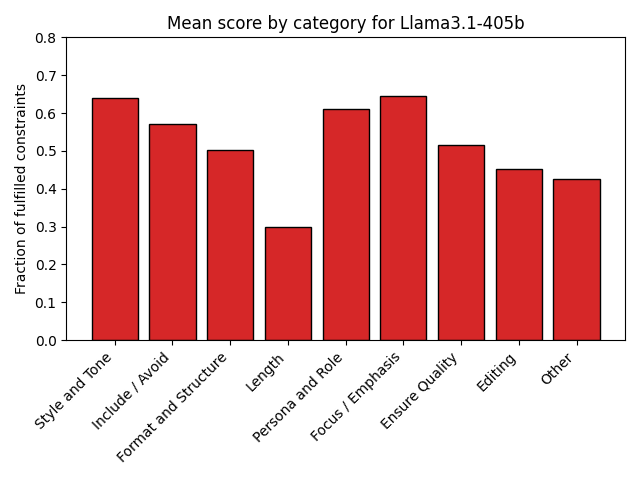 Mean score by category for Llama3.1-405b
Fraction of fulfilled constraints
0.8
0.7
0.6
0.5
0.4
0.3
0.2
0.1
0.0
Style and Tone
Include / Avoid
Format and Structure
Length
Persona and Role
Focus / Emphasis
Ensure Quality
Editing
Other